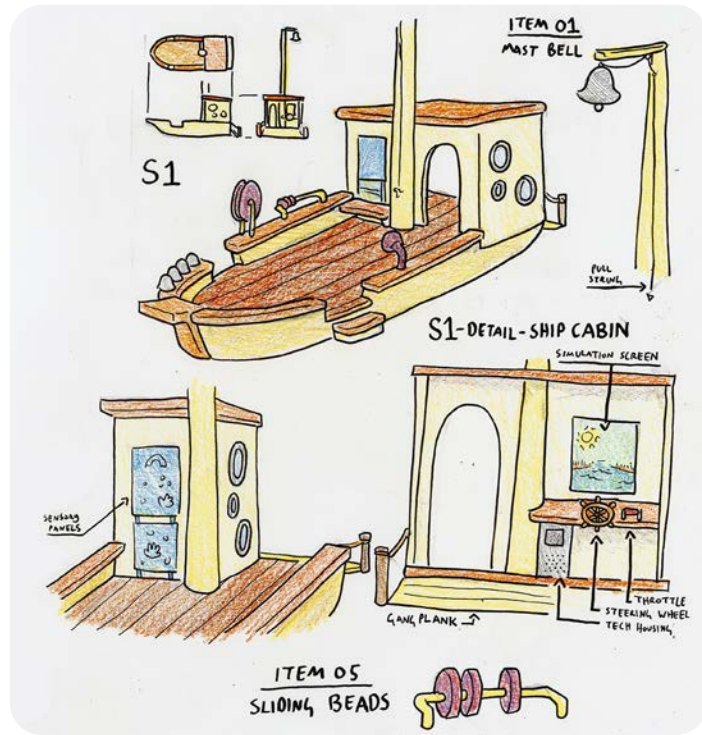 ITEM 01
MAST BELL
S1
PULL
STRING
S1-DETAIL-SHIP CABIN
SIMULATION SCREEN
SENSORY
PANELS
THROTTLE
STEERING WHEEL
TECH HOUSING
GANG PLANK
ITEM 05
SLIDING BEADS